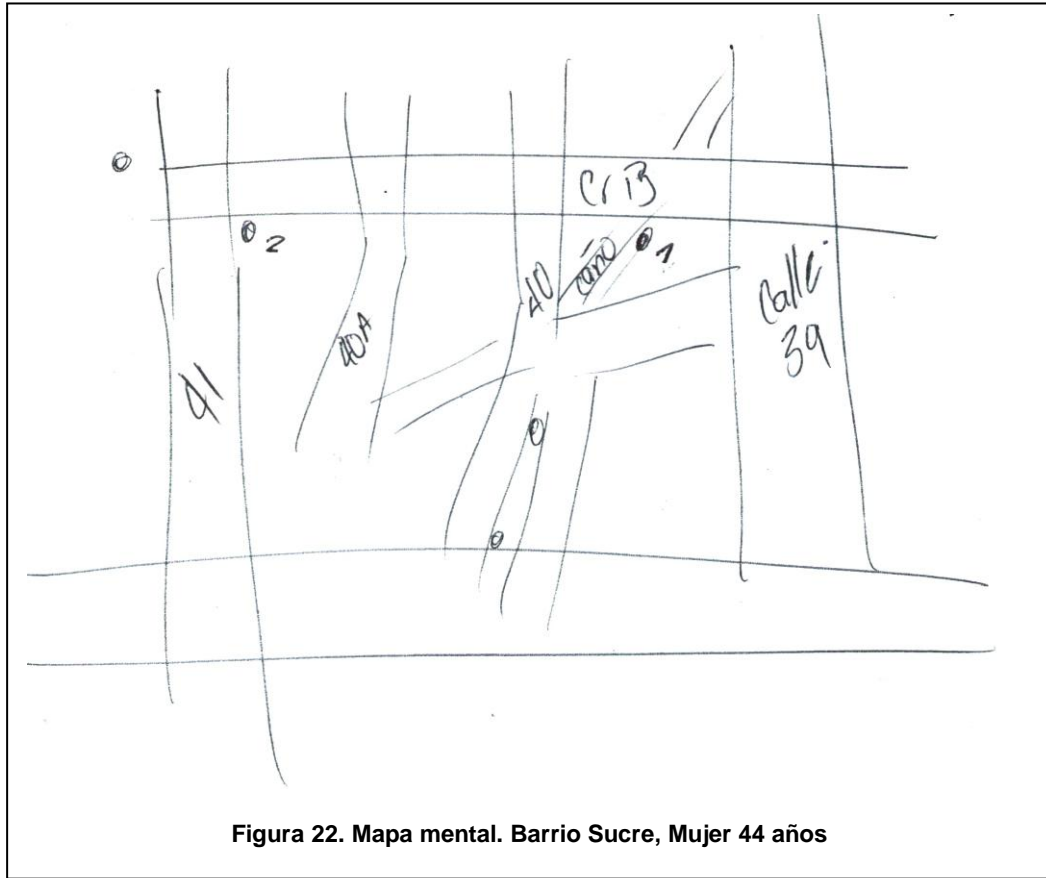 Cr 13
2
1
caño
40
Calle
39
40A
41
Figura 22. Mapa mental. Barrio Sucre, Mujer 44 años